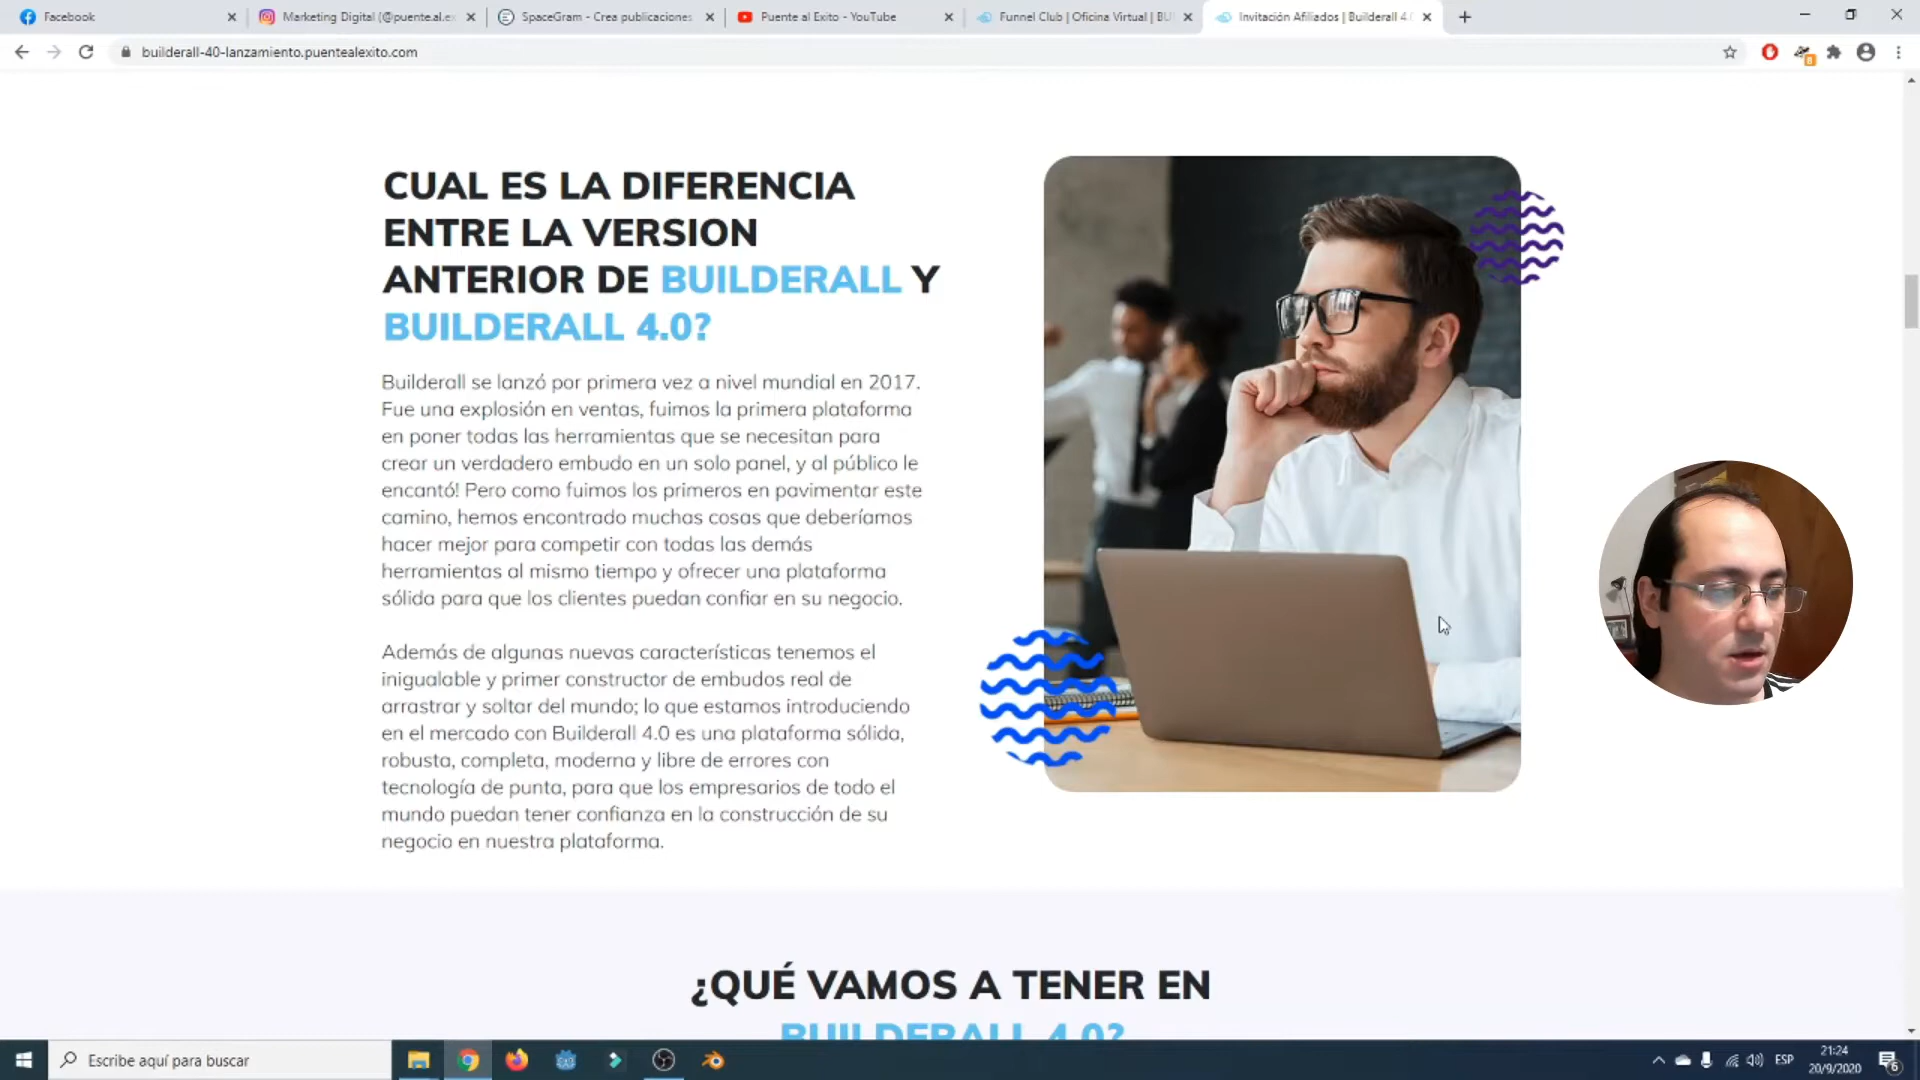 Facebook
Marketing Digital (@puente.al.ex
SpaceGram - Crea publicaciones
Puente al Exito - YouTube
Funnel Club | Oficina Virtual | BU
Invitación Afiliados | Builderall 4.
builderall-40-lanzamiento.puentealexito.com
CUAL ES LA DIFERENCIA
ENTRE LA VERSION
ANTERIOR DE BUILDERALL Y
BUILDERALL 4.0?
Builderall se lanzó por primera vez a nivel mundial en 2017.
Fue una explosión en ventas, fuimos la primera plataforma
en poner todas las herramientas que se necesitan para
crear un verdadero embudo en un solo panel, y al público le
encantó! Pero como fuimos los primeros en pavimentar este
camino, hemos encontrado muchas cosas que deberíamos
hacer mejor para competir con todas las demás
herramientas al mismo tiempo y ofrecer una plataforma
sólida para que los clientes puedan confiar en su negocio.
Además de algunas nuevas características tenemos el
inigualable y primer constructor de embudos real de
arrastrar y soltar del mundo; lo que estamos introduciendo
en el mercado con Builderall 4.0 es una plataforma sólida,
robusta, completa, moderna y libre de errores con
tecnología de punta, para que los empresarios de todo el
mundo puedan tener confianza en la construcción de su
negocio en nuestra plataforma.
¿QUÉ VAMOS A TENER EN
BUILDERALL 4.0?
Escribe aquí para buscar
ESP
21:24
20/9/2020
6